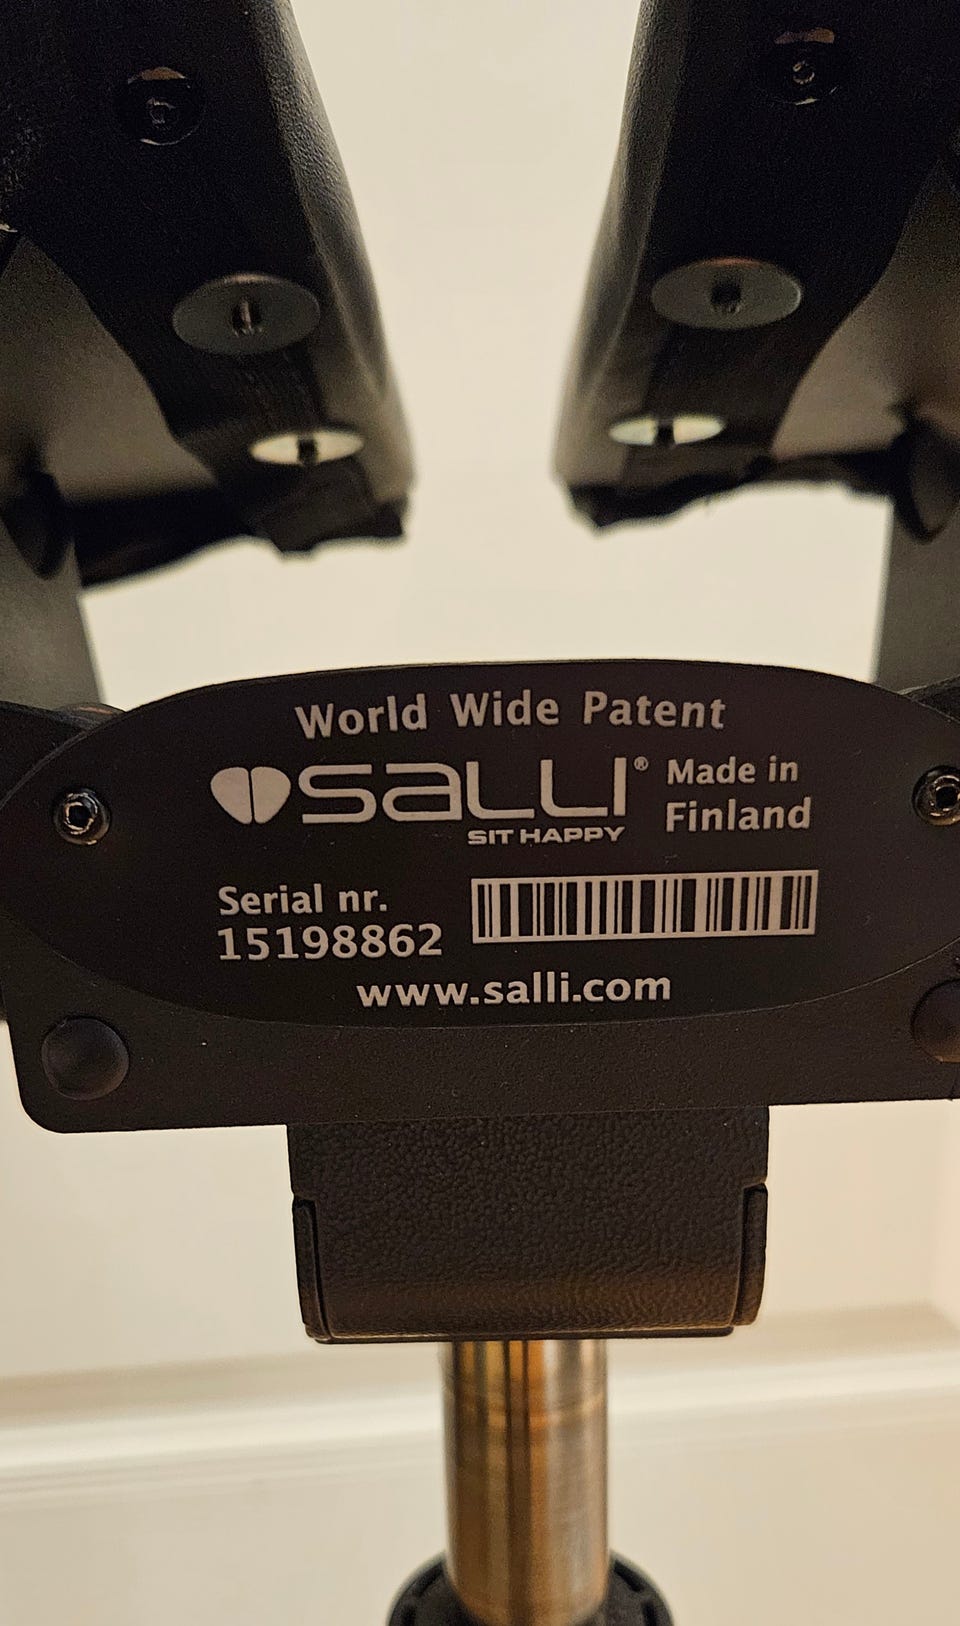 World Wide Patent
SALLI® Made in
SIT HAPPY Finland
Serial nr.
15198862
www.salli.com